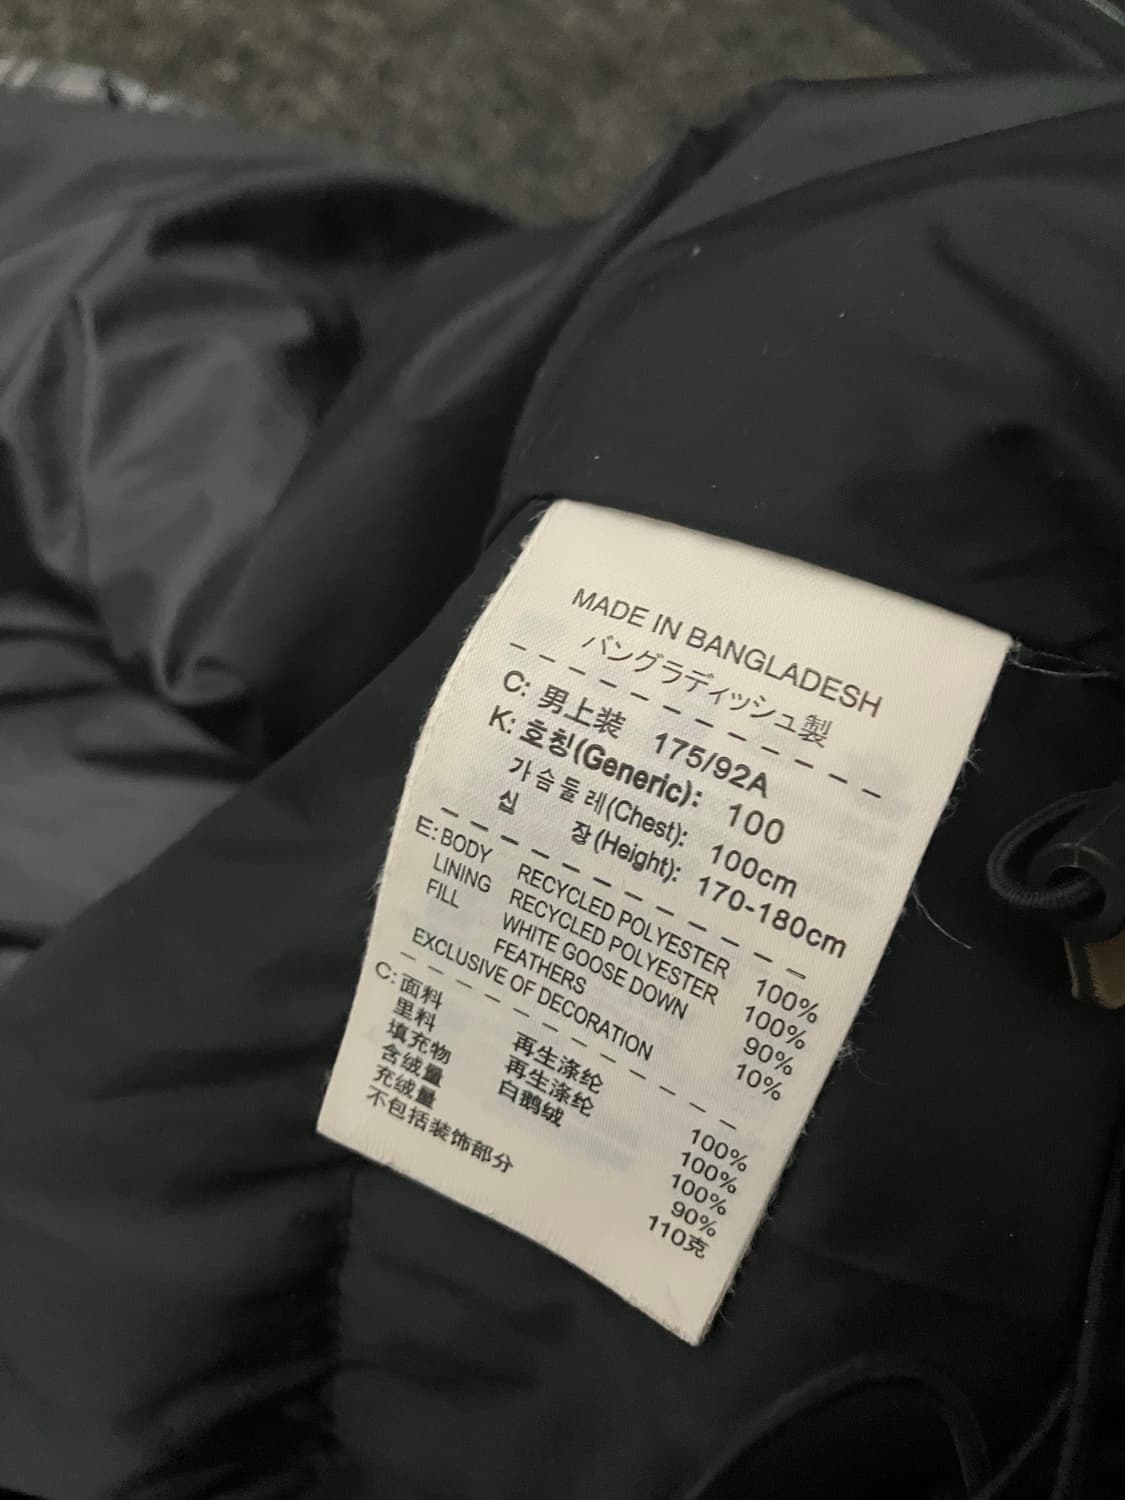 MADE IN BANGLADESH
バングラディッシュ製
C: 男上装 175/92A
K: 호칭(Generic): 100
가슴둘레(Chest): 100cm
신 장(Height): 170-180cm
E: BODY RECYCLED POLYESTER 100%
LINING RECYCLED POLYESTER 100%
FILL WHITE GOOSE DOWN 90%
FEATHERS 10%
EXCLUSIVE OF DECORATION
C: 面料 再生涤纶 100%
里料 再生涤纶 100%
填充物 白鹅绒 100%
含绒量 90%
充绒量 110克
不包括装饰部分